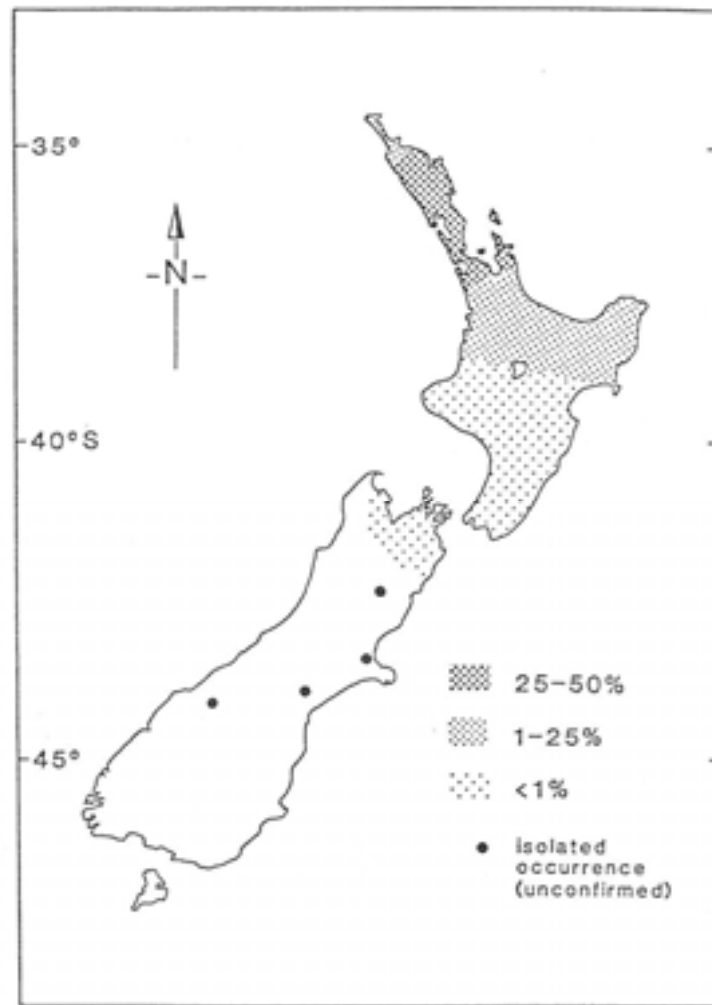 35°
-N-
40°S
45°
25-50%
1-25%
<1%
isolated
occurrence
(unconfirmed)